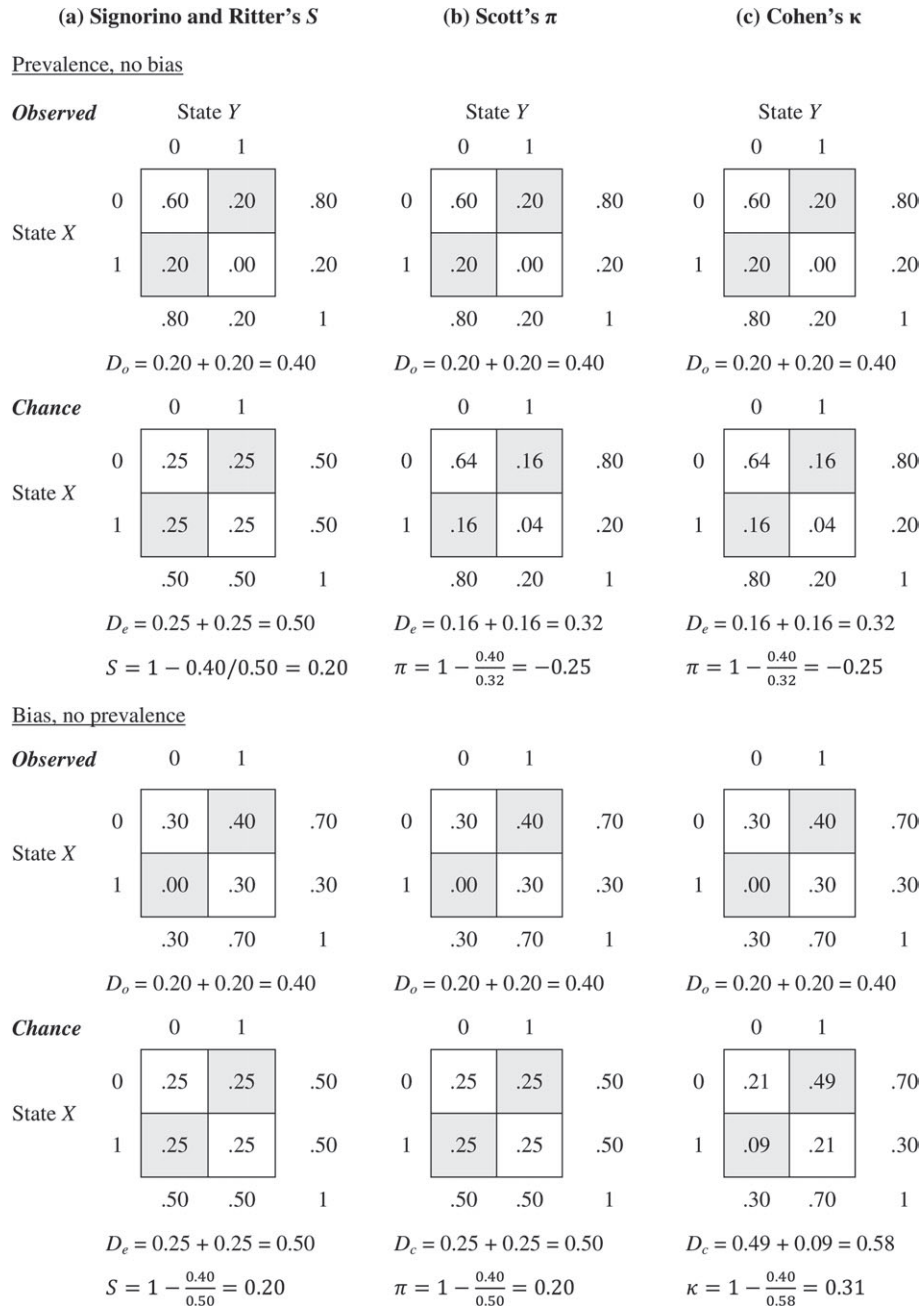 (a) Signorino and Ritter's S (b) Scott's π (c) Cohen's κ
Prevalence, no bias
Observed State Y State Y State Y
0 1 0 1 0 1
0 .60 .20 .80 0 .60 .20 .80 0 .60 .20 .80
State X
1 .20 .00 .20 1 .20 .00 .20 1 .20 .00 .20
.80 .20 1 .80 .20 1 .80 .20 1
Dₒ = 0.20 + 0.20 = 0.40 Dₒ = 0.20 + 0.20 = 0.40 Dₒ = 0.20 + 0.20 = 0.40
Chance 0 1 0 1 0 1
0 .25 .25 .50 0 .64 .16 .80 0 .64 .16 .80
State X
1 .25 .25 .50 1 .16 .04 .20 1 .16 .04 .20
.50 .50 1 .80 .20 1 .80 .20 1
Dₑ = 0.25 + 0.25 = 0.50 Dₑ = 0.16 + 0.16 = 0.32 Dₑ = 0.16 + 0.16 = 0.32
S = 1 − 0.40/0.50 = 0.20 π = 1 − 0.40/0.32 = −0.25 π = 1 − 0.40/0.32 = −0.25
Bias, no prevalence
Observed 0 1 0 1 0 1
0 .30 .40 .70 0 .30 .40 .70 0 .30 .40 .70
State X
1 .00 .30 .30 1 .00 .30 .30 1 .00 .30 .30
.30 .70 1 .30 .70 1 .30 .70 1
Dₒ = 0.20 + 0.20 = 0.40 Dₒ = 0.20 + 0.20 = 0.40 Dₒ = 0.20 + 0.20 = 0.40
Chance 0 1 0 1 0 1
0 .25 .25 .50 0 .25 .25 .50 0 .21 .49 .70
State X
1 .25 .25 .50 1 .25 .25 .50 1 .09 .21 .30
.50 .50 1 .50 .50 1 .30 .70 1
Dₑ = 0.25 + 0.25 = 0.50 D꜀ = 0.25 + 0.25 = 0.50 D꜀ = 0.49 + 0.09 = 0.58
S = 1 − 0.40/0.50 = 0.20 π = 1 − 0.40/0.50 = 0.20 κ = 1 − 0.40/0.58 = 0.31